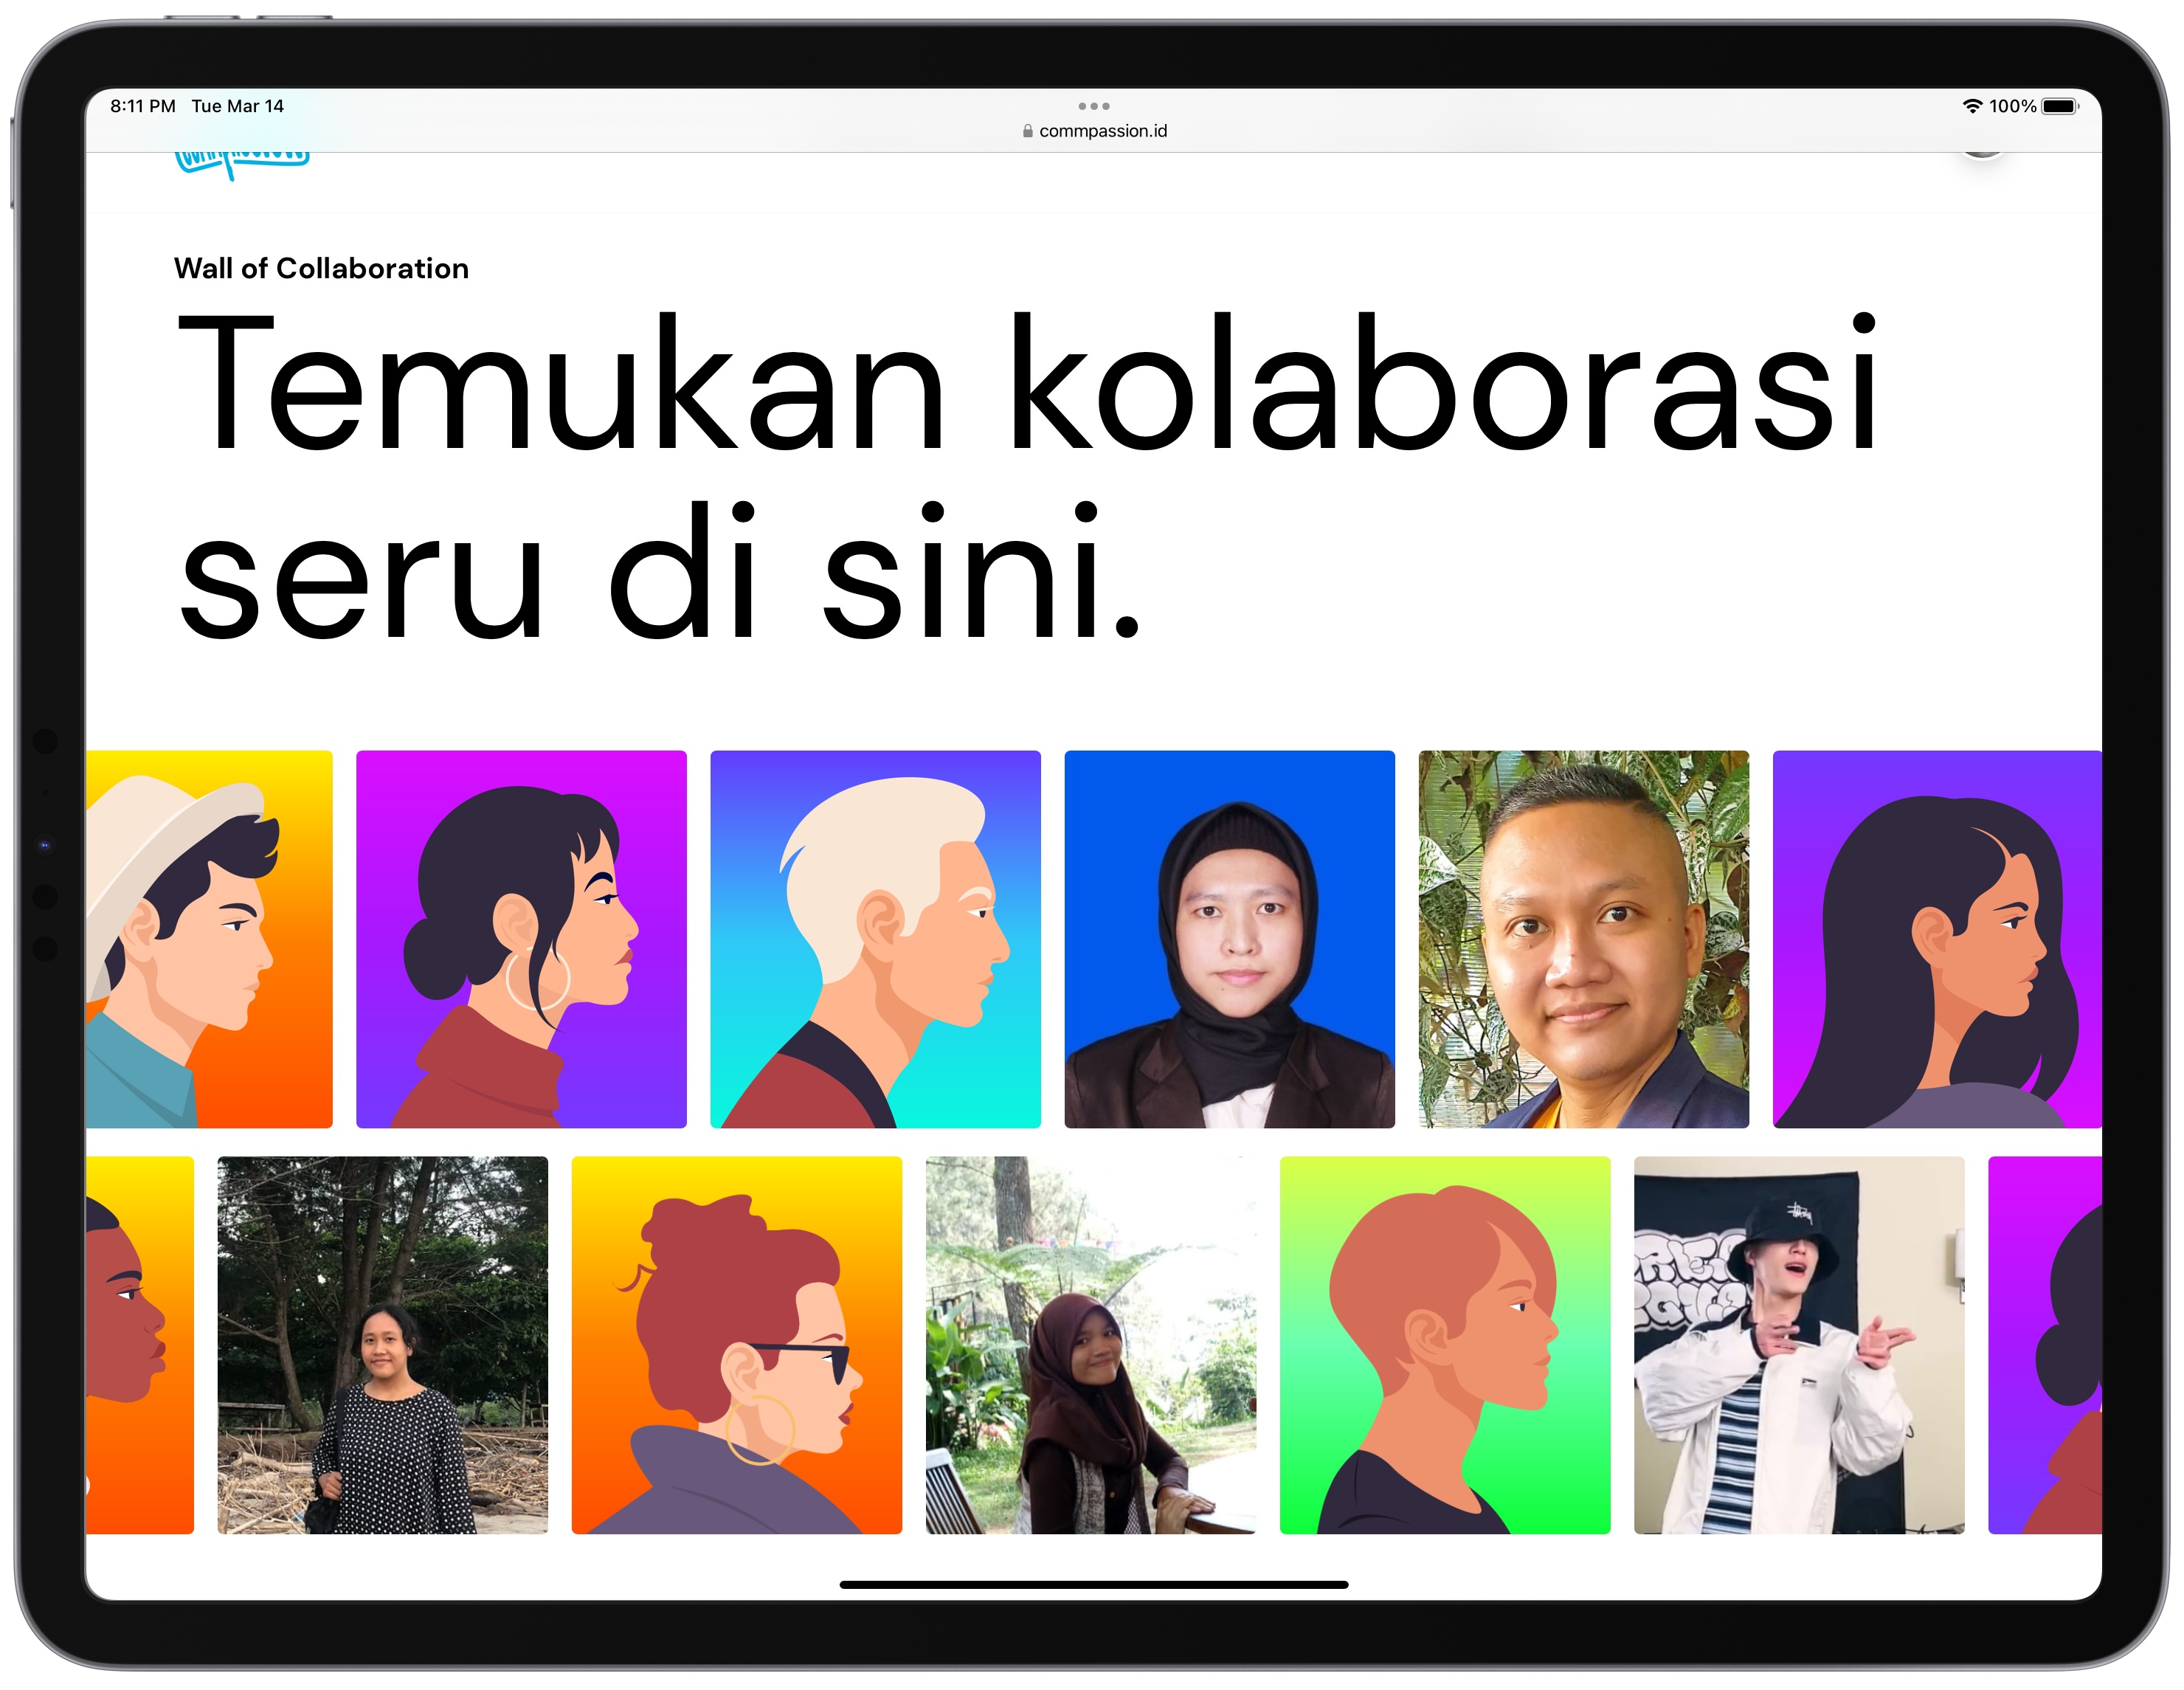 8:11 PM Tue Mar 14
100%
commpassion.id
Wall of Collaboration
Temukan kolaborasi
seru di sini.